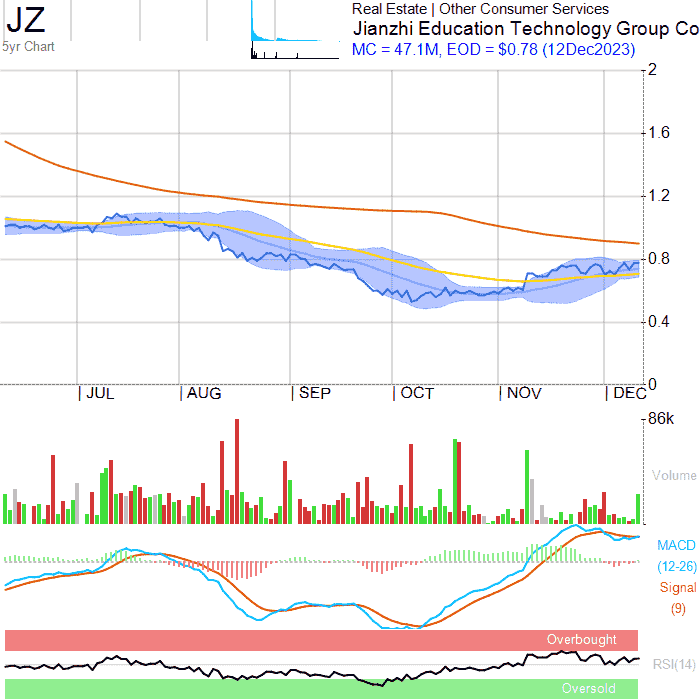 JZ
5yr Chart
Real Estate | Other Consumer Services
Jianzhi Education Technology Group Co
MC = 47.1M, EOD = $0.78 (12Dec2023)
2
1.6
1.2
0.8
0.4
0
JUL AUG SEP OCT NOV DEC
86k
Volume
MACD
(12-26)
Signal
(9)
Overbought
RSI(14)
Oversold